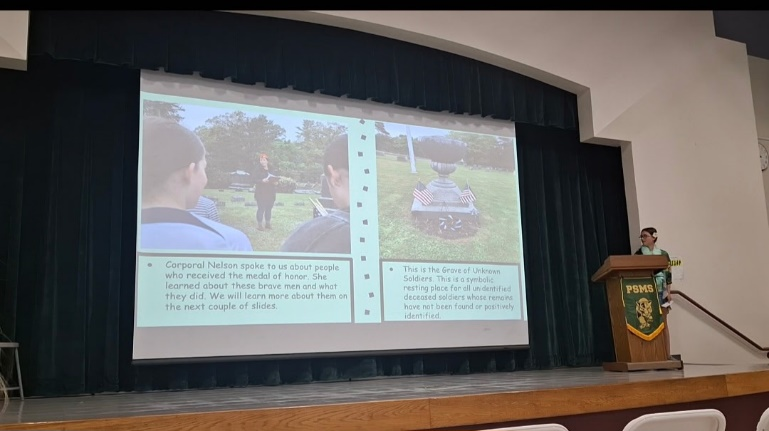 Corporal Nelson spoke to us about people
who received the medal of honor. She
learned about these brave men and what
they did. We will learn more about them on
the next couple of slides.
This is the Grave of Unknown
Soldiers. This is a symbolic
resting place for all unidentified
deceased soldiers whose remains
have not been found or positively
identified.
PSMS